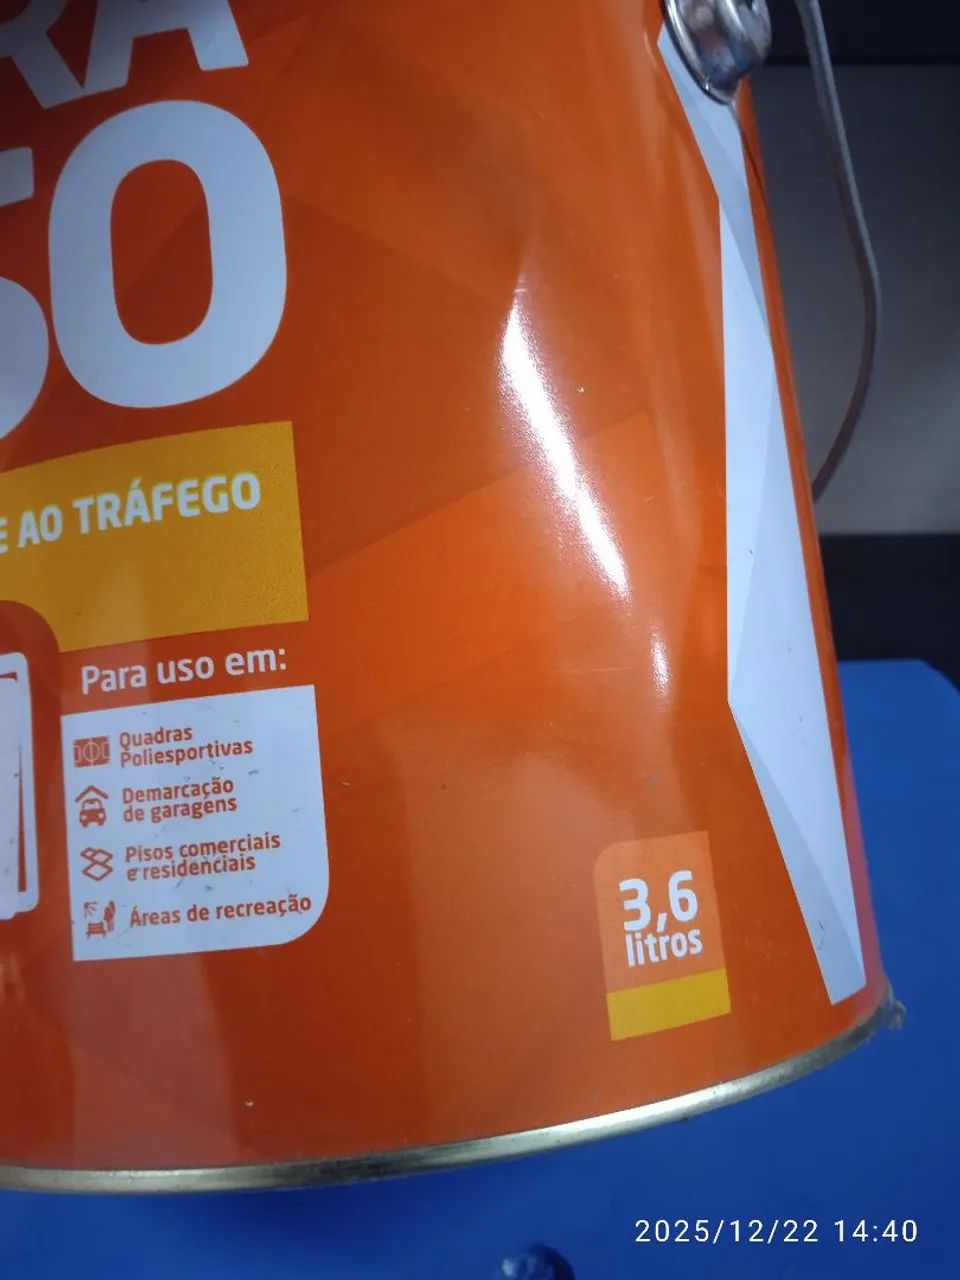 RA
SO
E AO TRÁFEGO
Para uso em:
Quadras
Poliesportivas
Demarcação
de garagens
Pisos comerciais
e residenciais
Áreas de recreação
3,6
litros
2025/12/22 14:40